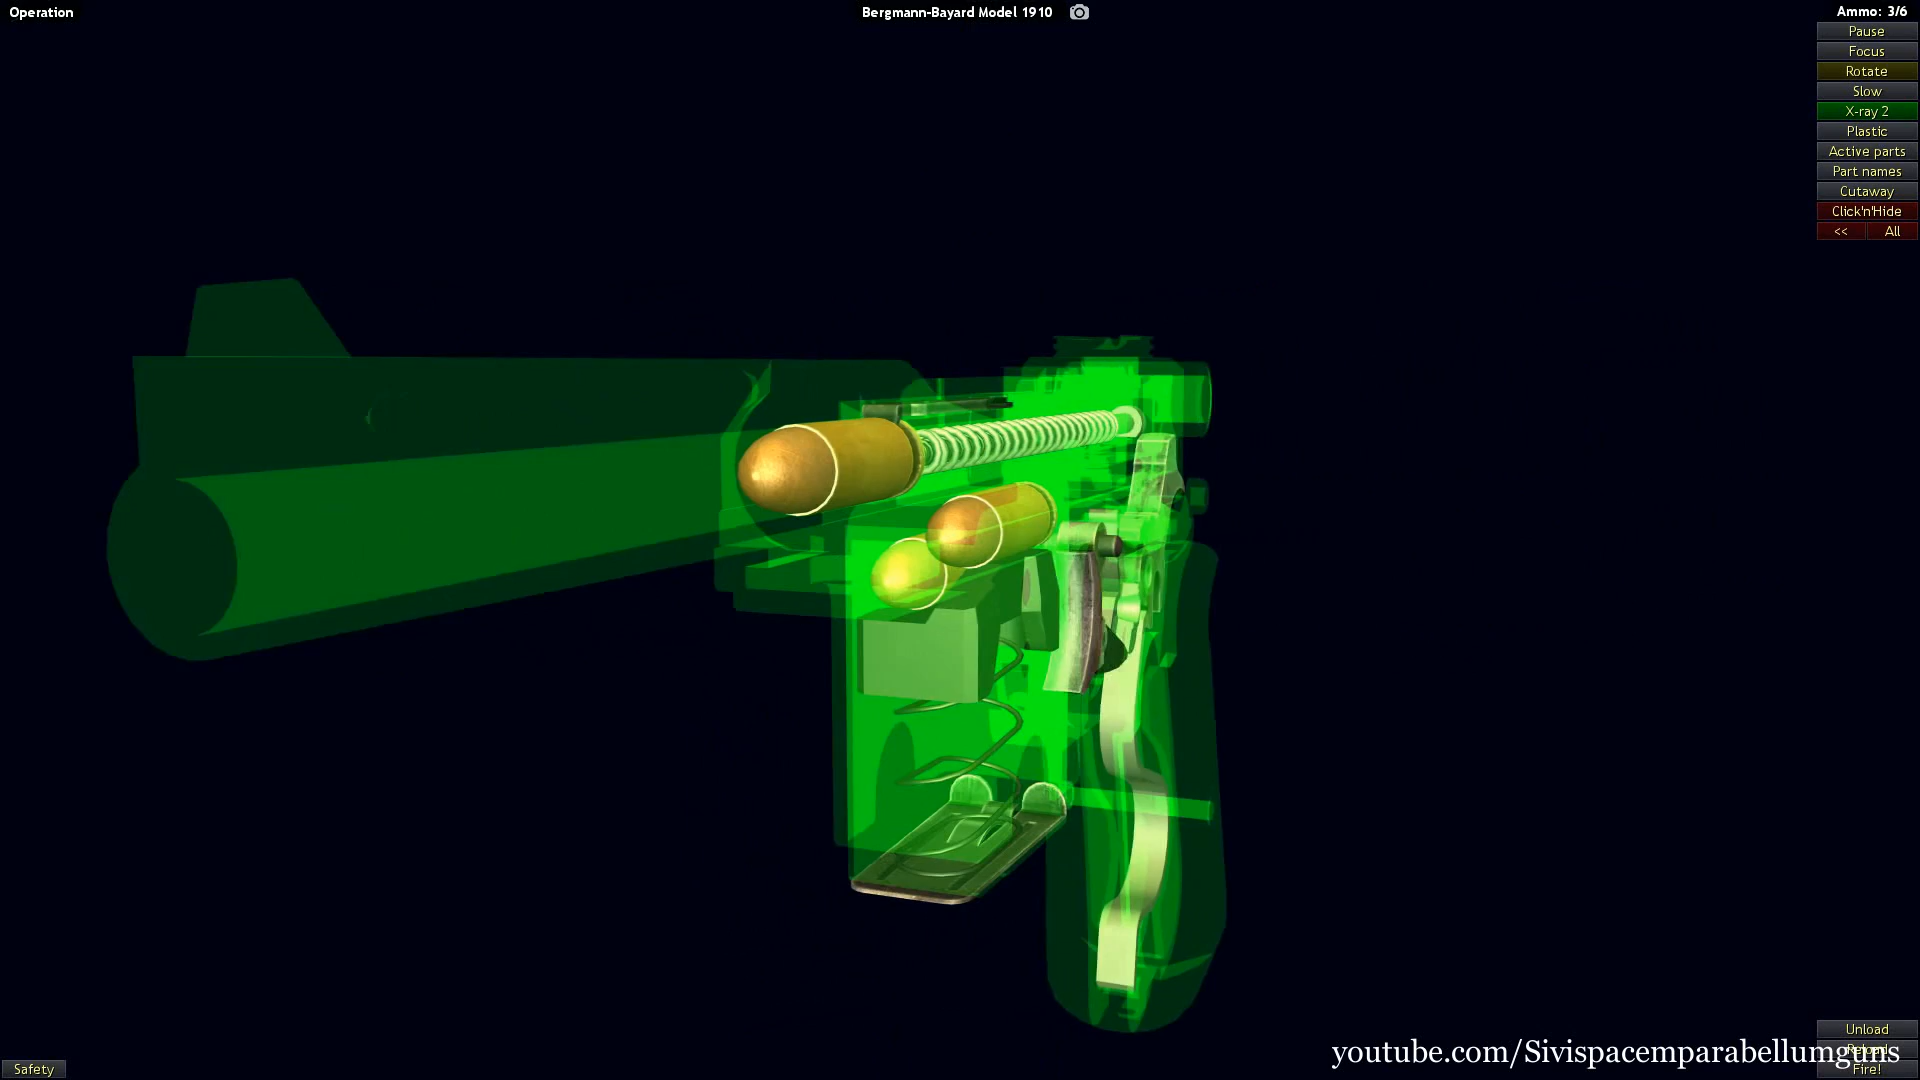 Operation
Bergmann-Bayard Model 1910
Ammo: 3/6
Pause
Focus
Rotate
Slow
X-ray 2
Plastic
Active parts
Part names
Cutaway
Click'n'Hide
<< All
Unload
Reload
youtube.com/Sivispacemparabellumguns
Fire!
Safety